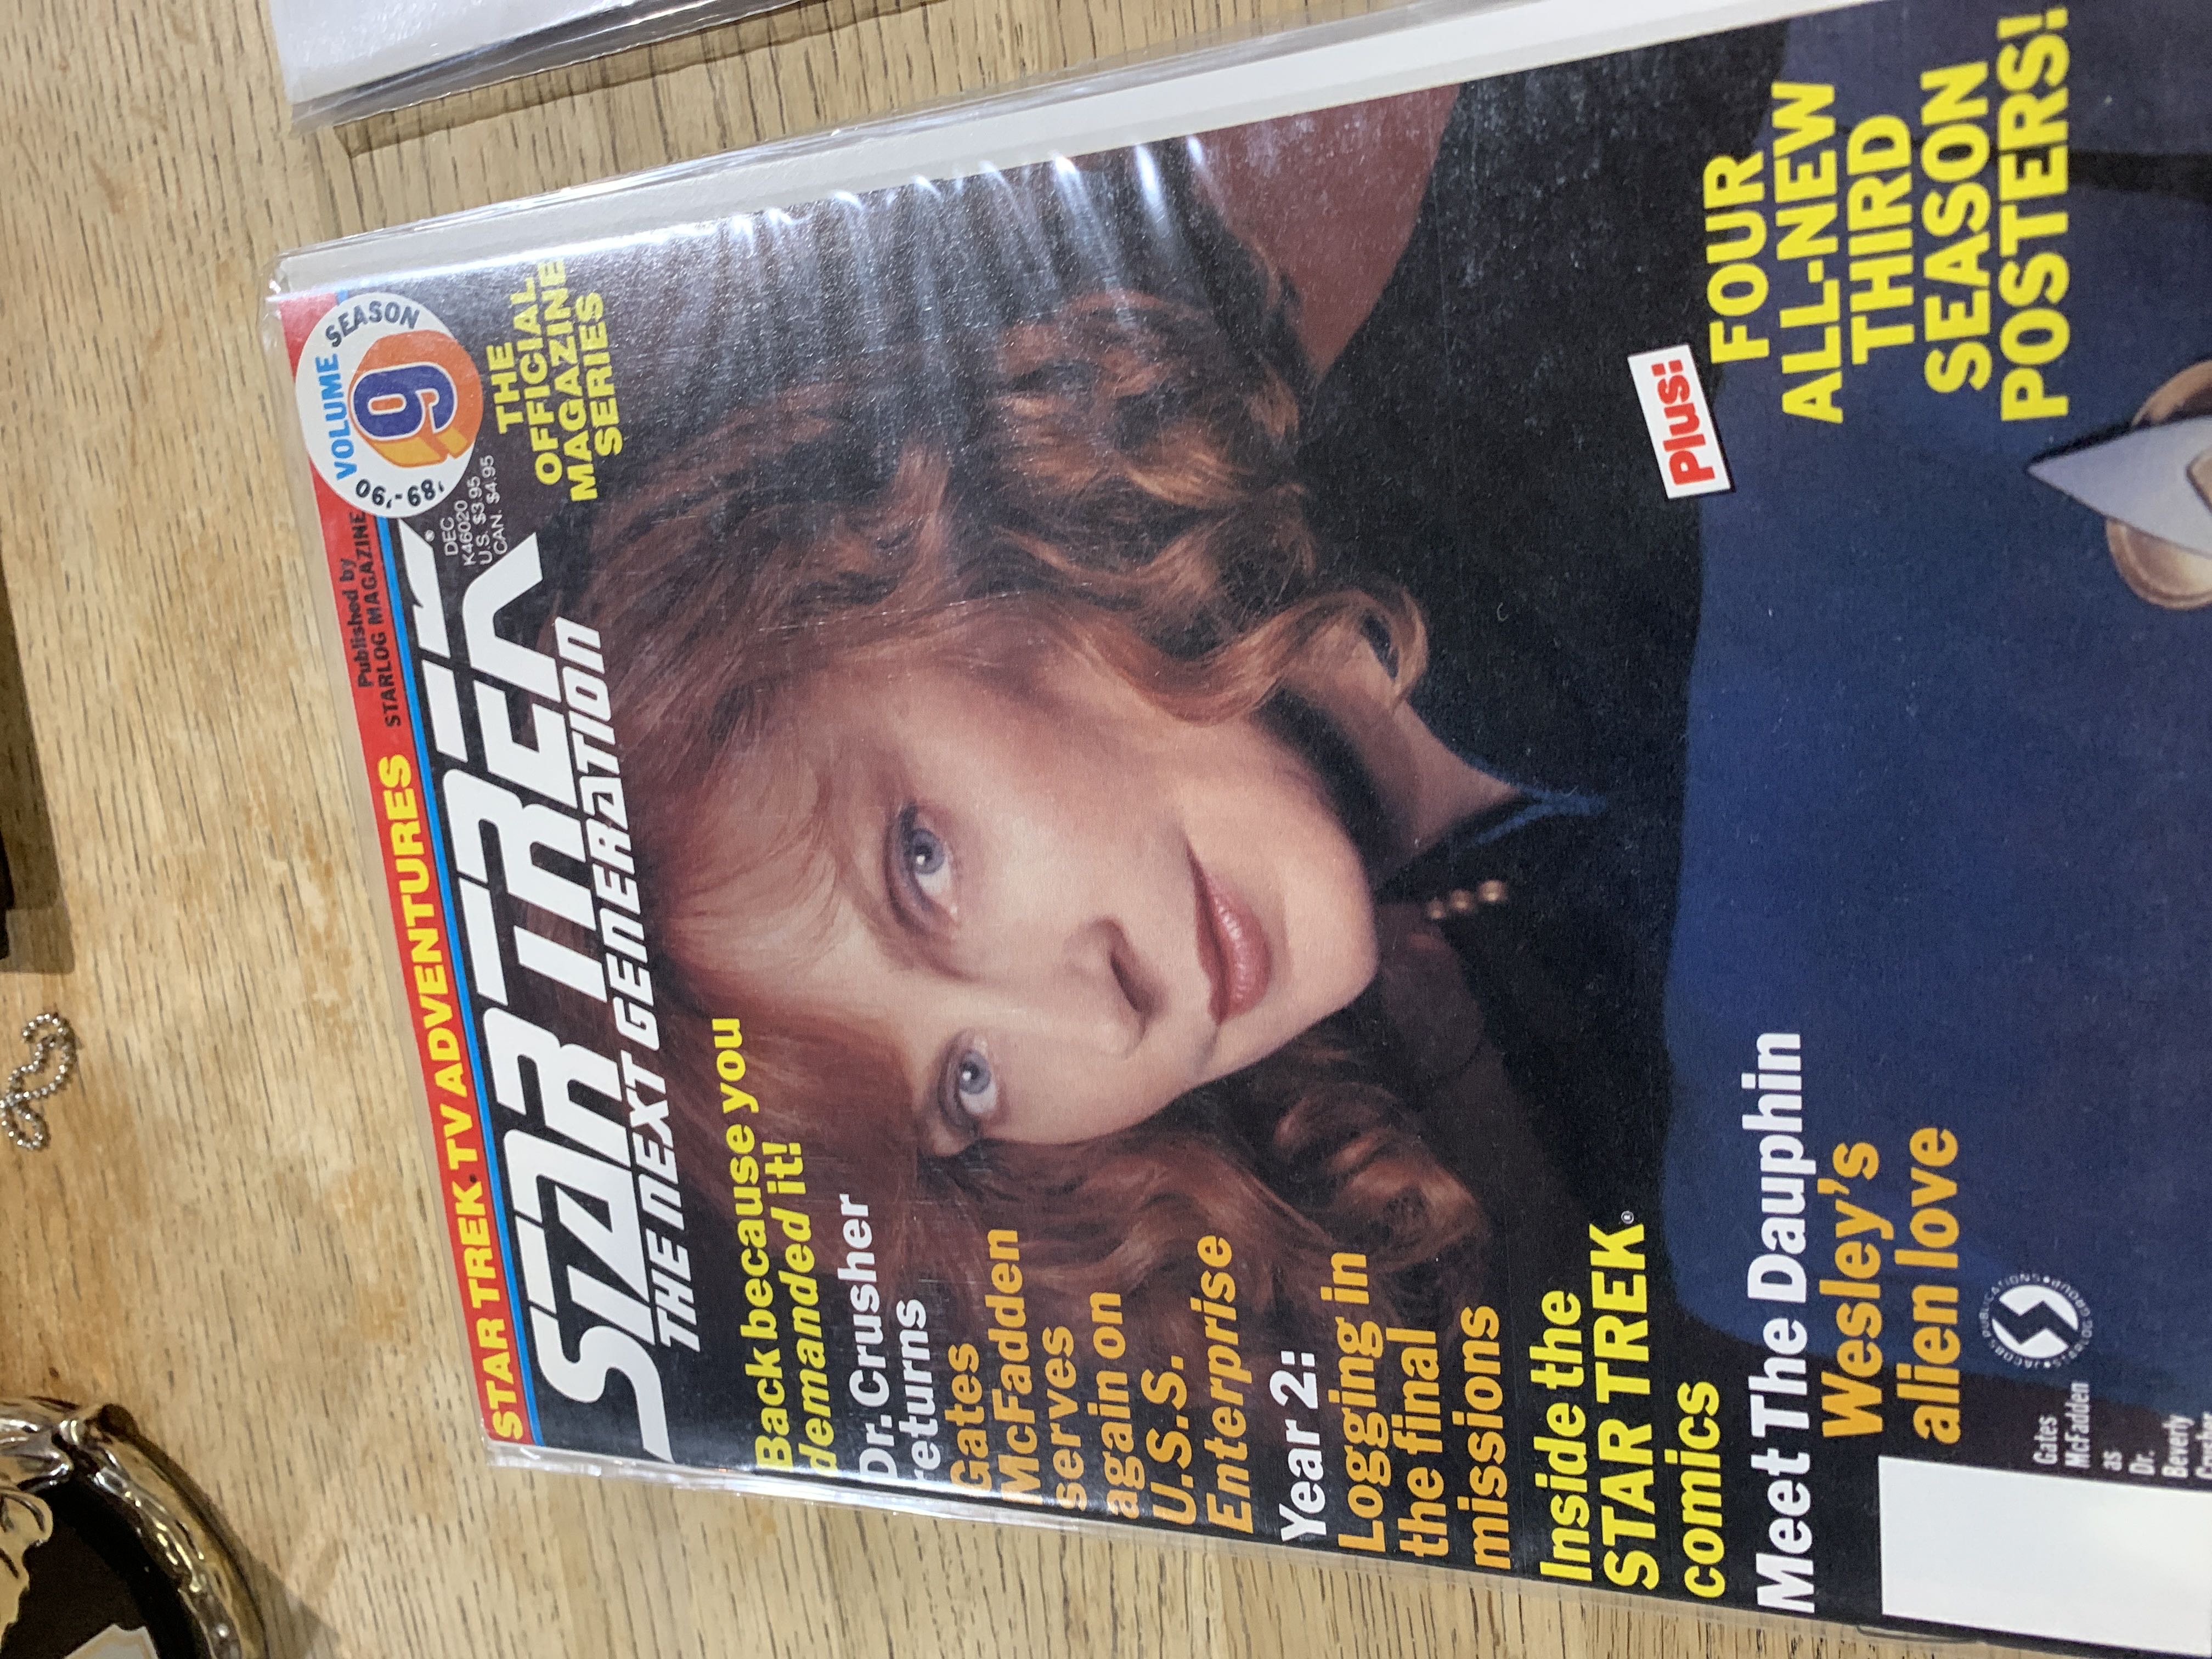 STAR TREK • TV ADVENTURES
Published by
STARLOG MAGAZINE
'89-'90 VOLUME SEASON
9
STAR TREK®
THE NEXT GENERATION
DEC
K46020
U.S. $3.95
CAN. $4.95
THE
OFFICIAL
MAGAZINE
SERIES
Back because you
demanded it!
Dr. Crusher
returns
Gates
McFadden
serves
again on
U.S.S.
Enterprise
Year 2:
Logging in
the final
missions
Inside the
STAR TREK®
comics
Meet The Dauphin
Wesley's
alien love
Plus:
FOUR
ALL-NEW
THIRD
SEASON
POSTERS!
Gates
McFadden
as
Dr.
Beverly